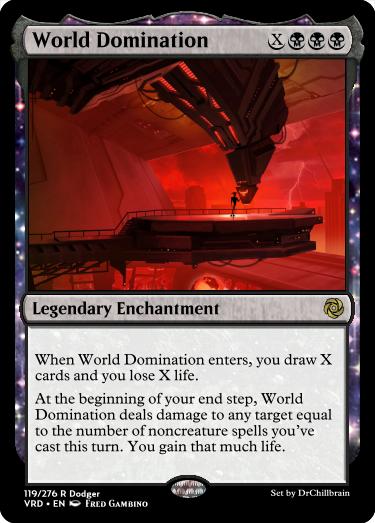 World Domination X
Legendary Enchantment
When World Domination enters, you draw X
cards and you lose X life.
At the beginning of your end step, World
Domination deals damage to any target equal
to the number of noncreature spells you've
cast this turn. You gain that much life.
119/276 R Dodger
VRD • EN Fred Gambino
Set by DrChillbrain